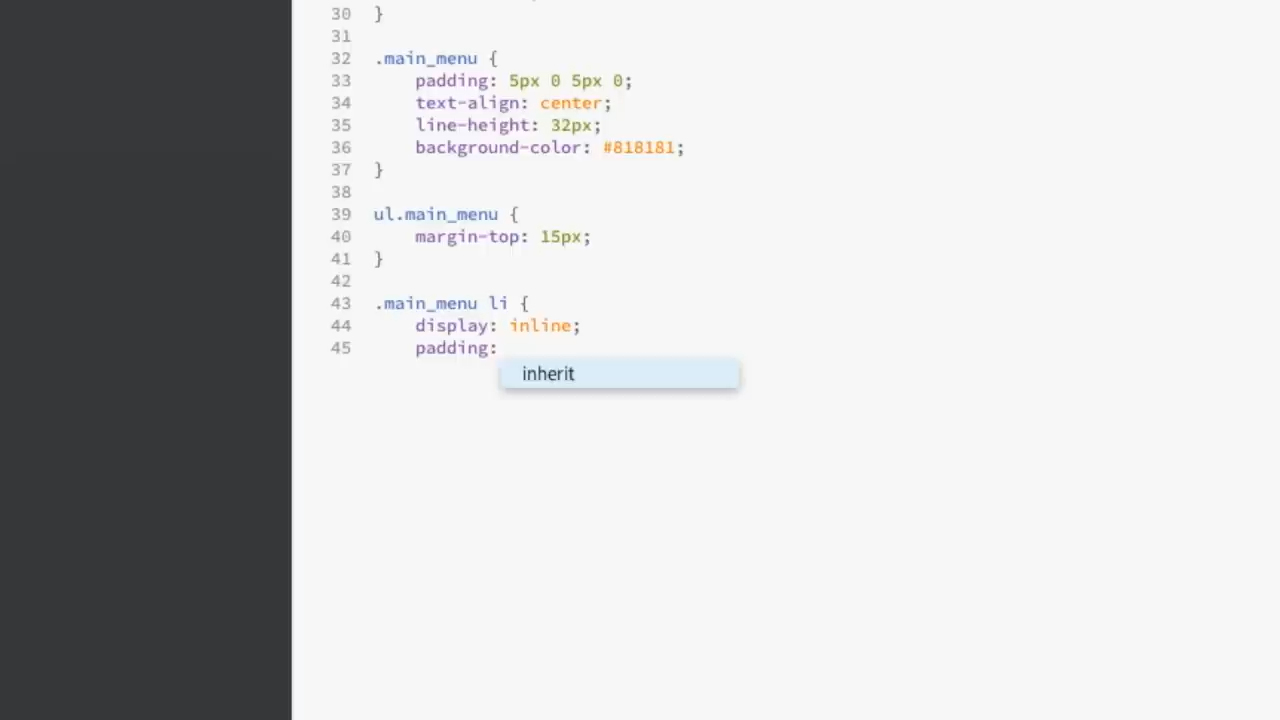 30 }
31
32 .main_menu {
33 padding: 5px 0 5px 0;
34 text-align: center;
35 line-height: 32px;
36 background-color: #818181;
37 }
38
39 ul.main_menu {
40 margin-top: 15px;
41 }
42
43 .main_menu li {
44 display: inline;
45 padding:
inherit